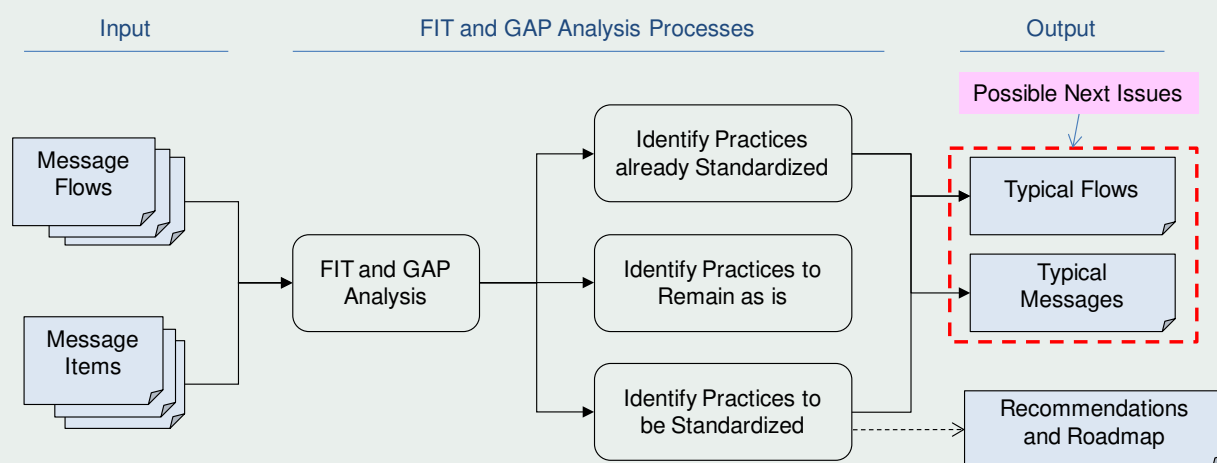 Input
FIT and GAP Analysis Processes
Output
Possible Next Issues
Message
Flows
Message
Items
FIT and GAP
Analysis
Identify Practices
already Standardized
Identify Practices to
Remain as is
Identify Practices to
be Standardized
Typical Flows
Typical
Messages
Recommendations
and Roadmap